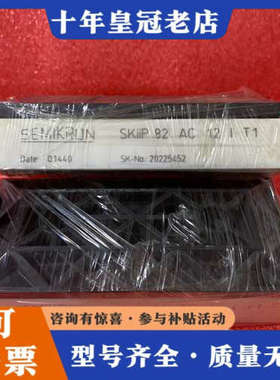 十年皇冠老店
SEMIKRON SKiiP 82 AC 12 I T1
Date 01440 SK-No. 20225452
可
票
咨询有惊喜·参与补贴活动
型号齐全·质量无忧